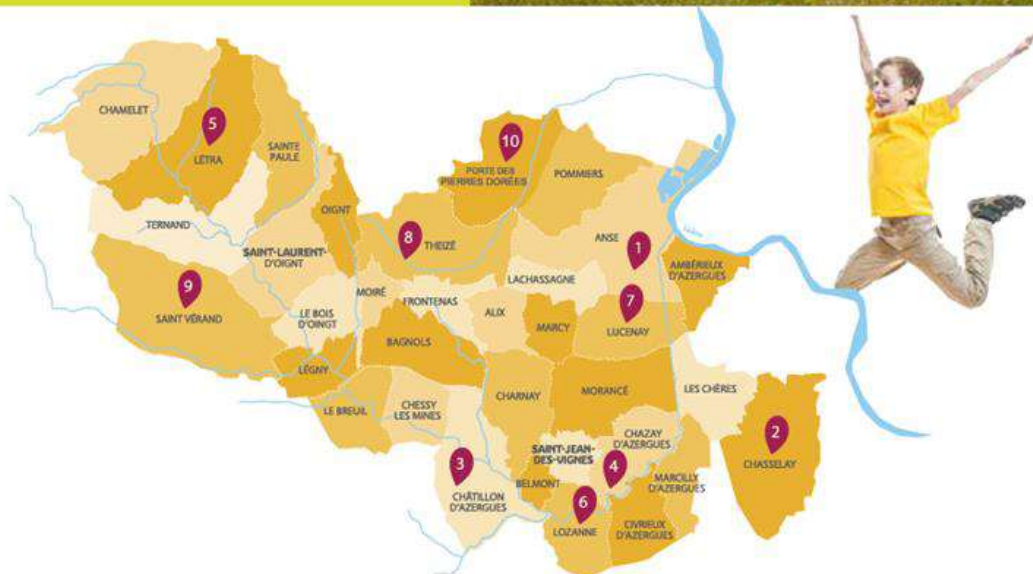 CHAMELET
5
LÉTRA
SAINTE
PAULE
10
PORTE DES
PIERRES DORÉES
POMMIERS
OIGNT
TERNAND
SAINT-LAURENT-
D'OIGNT
8
THEIZÉ
ANSE
1
AMBÉRIEUX
D'AZERGUES
LACHASSAGNE
9
SAINT VÉRAND
MOIRÉ
FRONTENAS
LE BOIS
D'OINGT
ALIX
MARCY
7
LUCENAY
BAGNOLS
LÉGNY
LE BREUIL
CHESSY
LES MINES
CHARNAY
MORANCÉ
LES CHÈRES
2
CHASSELAY
SAINT-JEAN-
DES-VIGNES
CHAZAY
D'AZERGUES
3
CHÂTILLON
D'AZERGUES
BELMONT
4
MARCILLY
D'AZERGUES
6
LOZANNE
CIVRIEUX
D'AZERGUES